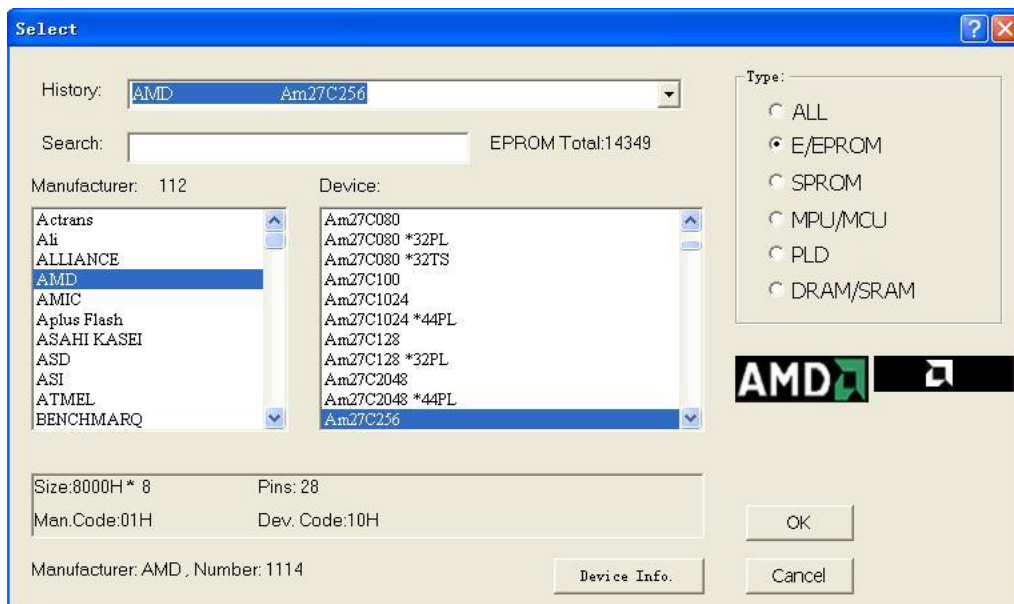 Select
History: AMD Am27C256
Search: EPROM Total:14349
Manufacturer: 112
Device:
Actrans
Ali
ALLIANCE
AMD
AMIC
Aplus Flash
ASAHI KASEI
ASD
ASI
ATMEL
BENCHMARQ
Am27C080
Am27C080 *32PL
Am27C080 *32TS
Am27C100
Am27C1024
Am27C1024 *44PL
Am27C128
Am27C128 *32PL
Am27C2048
Am27C2048 *44PL
Am27C256
Type:
ALL
E/EPROM
SPROM
MPU/MCU
PLD
DRAM/SRAM
AMD
Size:8000H * 8 Pins: 28
Man.Code:01H Dev. Code:10H
Manufacturer: AMD , Number: 1114
Device Info.
OK
Cancel